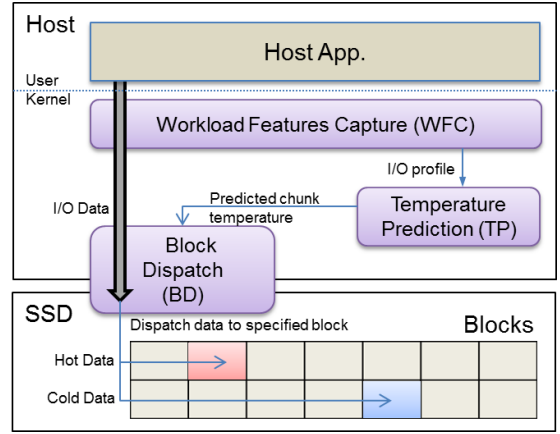 Host
Host App.
User
Kernel
Workload Features Capture (WFC)
I/O profile
Predicted chunk
temperature
Temperature
Prediction (TP)
I/O Data
Block
Dispatch
(BD)
SSD
Dispatch data to specified block
Blocks
Hot Data
Cold Data